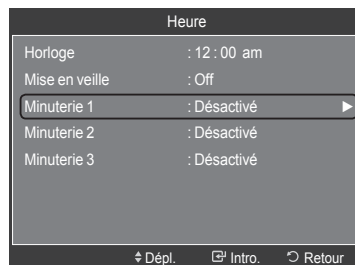 Heure
Horloge : 12 : 00 am
Mise en veille : Off
Minuterie 1 : Désactivé ►
Minuterie 2 : Désactivé
Minuterie 3 : Désactivé
Dépl. Intro. Retour